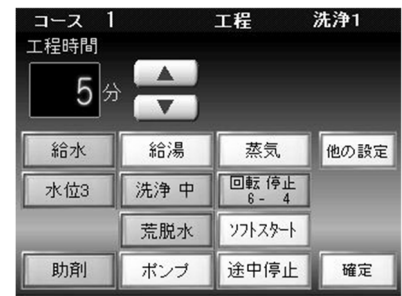 コース 1 工程 洗浄1
工程時間
5 分
▲
▼
給水 給湯 蒸気 他の設定
水位3 洗浄 中 回転 停止
6 - 4
荒脱水 ソフトスタート
助剤 ポンプ 途中停止 確定